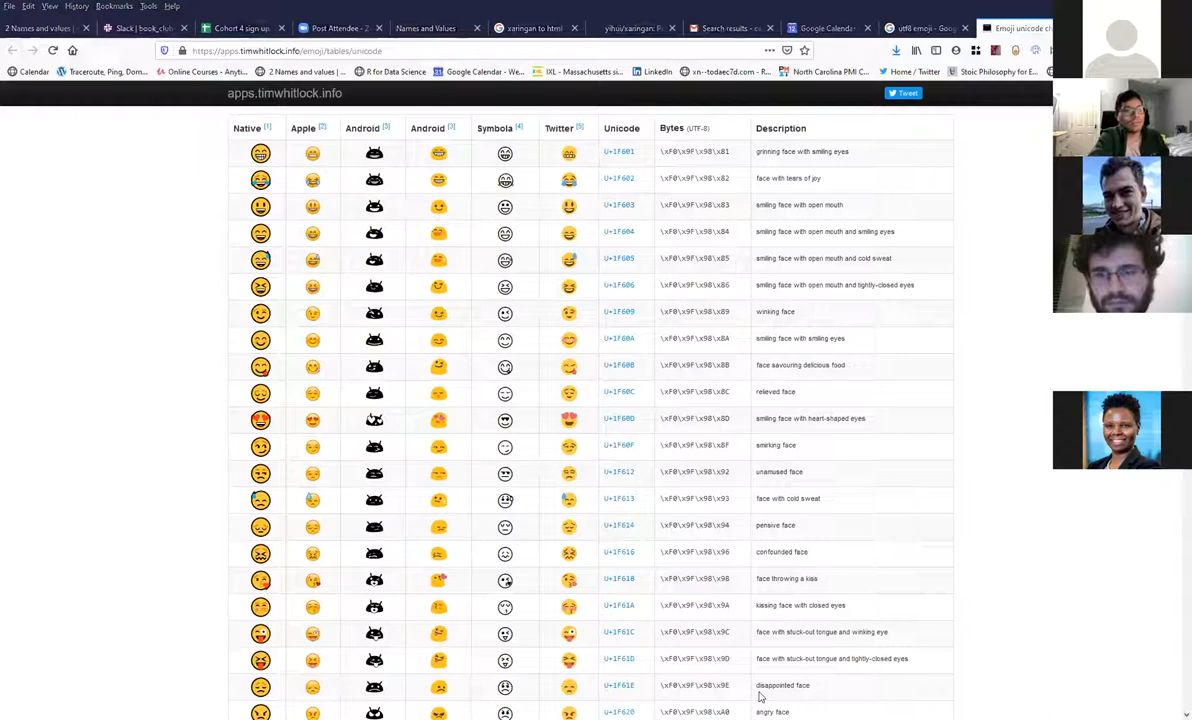 File Edit View History Bookmarks Tools Help
2 Names and values | Slack | book_club Cohort 4 sign up Post Attendee - Z Names and Values xaringan to html yihui/xaringan: Search results - Google Calendar utf8 emoji - Goog Emoji unicode
https://apps.timwhitlock.info/emoji/tables/unicode
Calendar Traceroute, Ping, Dom... Online Courses - Anyti... 2 Names and values |... R for Data Science Google Calendar - We... IXL - Massachusetts si... LinkedIn xn--todaec7d.com - R... North Carolina PMI C... Home / Twitter Stoic Philosophy for E...
apps.timwhitlock.info Tweet
Native [1] Apple [2] Android [3] Android [3] Symbola [4] Twitter [5] Unicode Bytes (UTF-8) Description
U+1F601 \xF0\x9F\x98\x81 grinning face with smiling eyes
U+1F602 \xF0\x9F\x98\x82 face with tears of joy
U+1F603 \xF0\x9F\x98\x83 smiling face with open mouth
U+1F604 \xF0\x9F\x98\x84 smiling face with open mouth and smiling eyes
U+1F605 \xF0\x9F\x98\x85 smiling face with open mouth and cold sweat
U+1F606 \xF0\x9F\x98\x86 smiling face with open mouth and tightly-closed eyes
U+1F609 \xF0\x9F\x98\x89 winking face
U+1F60A \xF0\x9F\x98\x8A smiling face with smiling eyes
U+1F60B \xF0\x9F\x98\x8B face savouring delicious food
U+1F60C \xF0\x9F\x98\x8C relieved face
U+1F60D \xF0\x9F\x98\x8D smiling face with heart-shaped eyes
U+1F60F \xF0\x9F\x98\x8F smirking face
U+1F612 \xF0\x9F\x98\x92 unamused face
U+1F613 \xF0\x9F\x98\x93 face with cold sweat
U+1F614 \xF0\x9F\x98\x94 pensive face
U+1F616 \xF0\x9F\x98\x96 confounded face
U+1F618 \xF0\x9F\x98\x98 face throwing a kiss
U+1F61A \xF0\x9F\x98\x9A kissing face with closed eyes
U+1F61C \xF0\x9F\x98\x9C face with stuck-out tongue and winking eye
U+1F61D \xF0\x9F\x98\x9D face with stuck-out tongue and tightly-closed eyes
U+1F61E \xF0\x9F\x98\x9E disappointed face
U+1F620 \xF0\x9F\x98\xA0 angry face